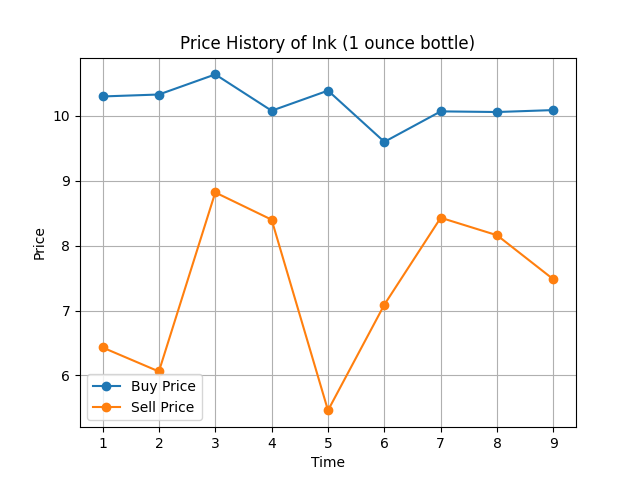 Price History of Ink (1 ounce bottle)
Price
10
9
8
7
6
Buy Price
Sell Price
1 2 3 4 5 6 7 8 9
Time